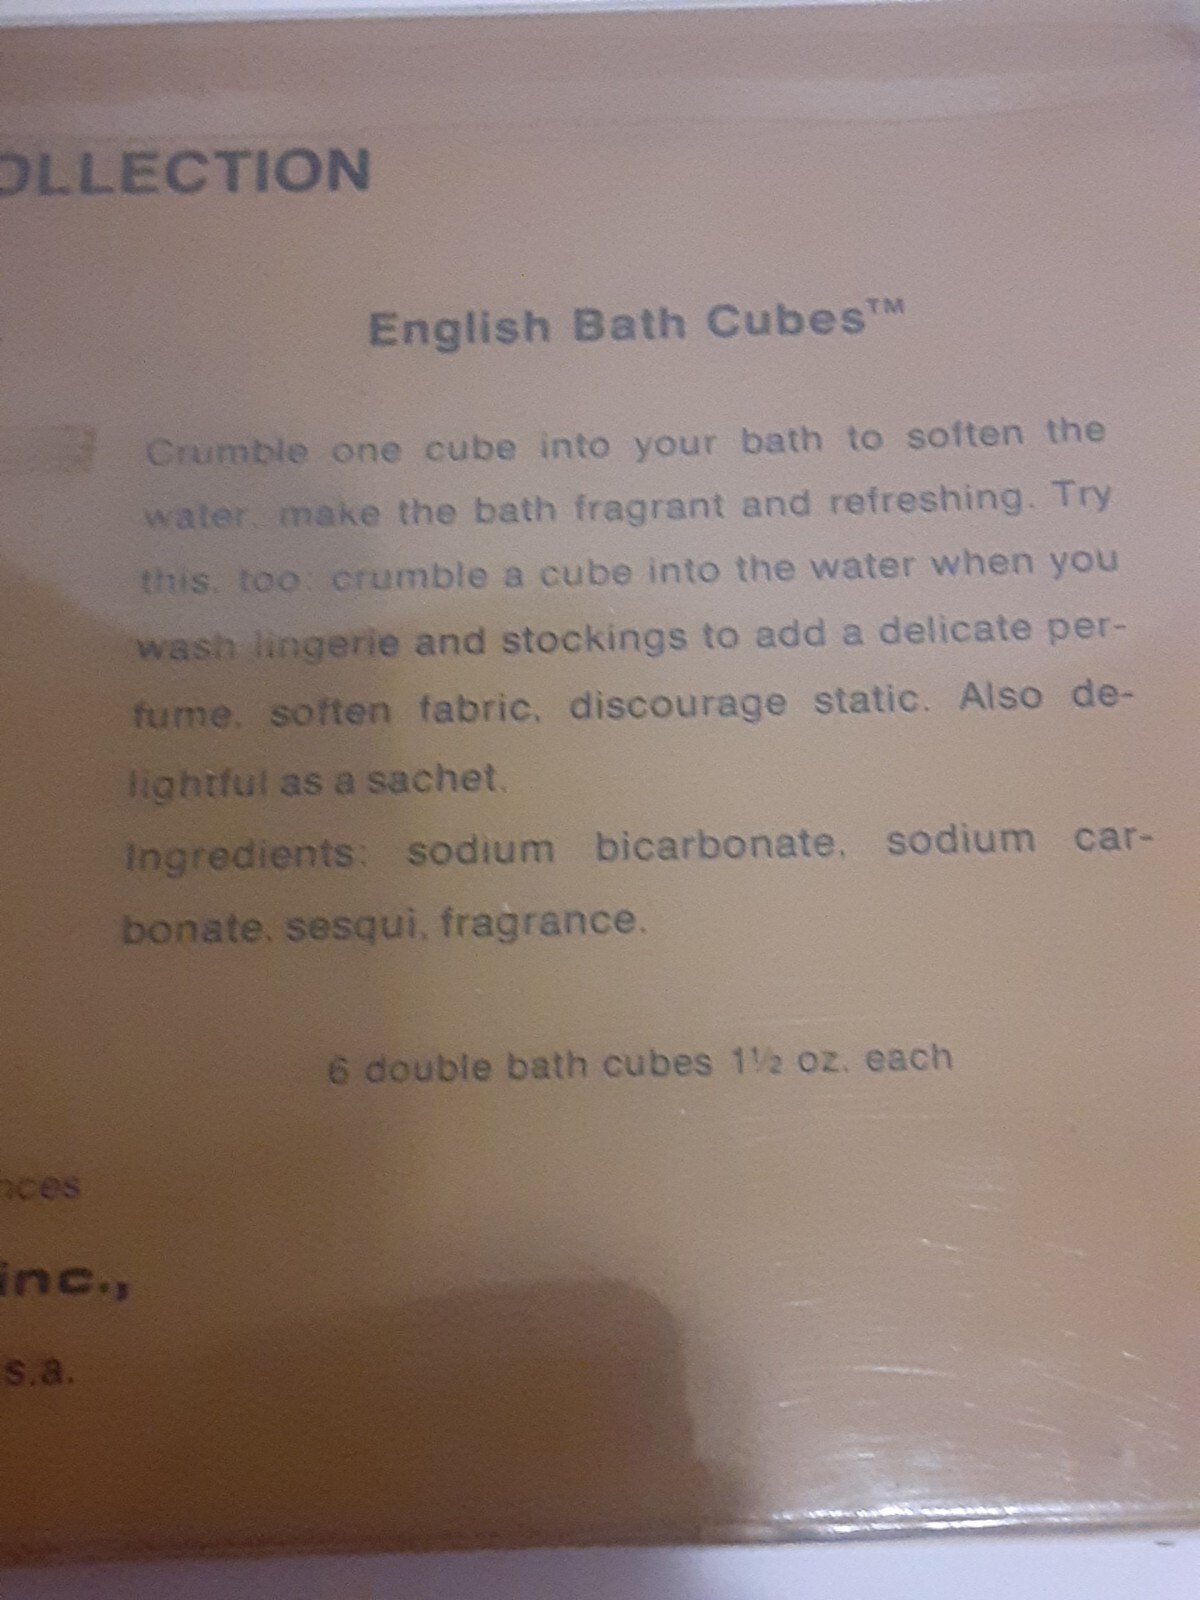 OLLECTION
English Bath Cubes™
Crumble one cube into your bath to soften the
water, make the bath fragrant and refreshing. Try
this, too: crumble a cube into the water when you
wash lingerie and stockings to add a delicate per-
fume, soften fabric, discourage static. Also de-
lightful as a sachet.
Ingredients: sodium bicarbonate, sodium car-
bonate, sesqui, fragrance.
6 double bath cubes 1½ oz. each
nces
inc.,
s.a.